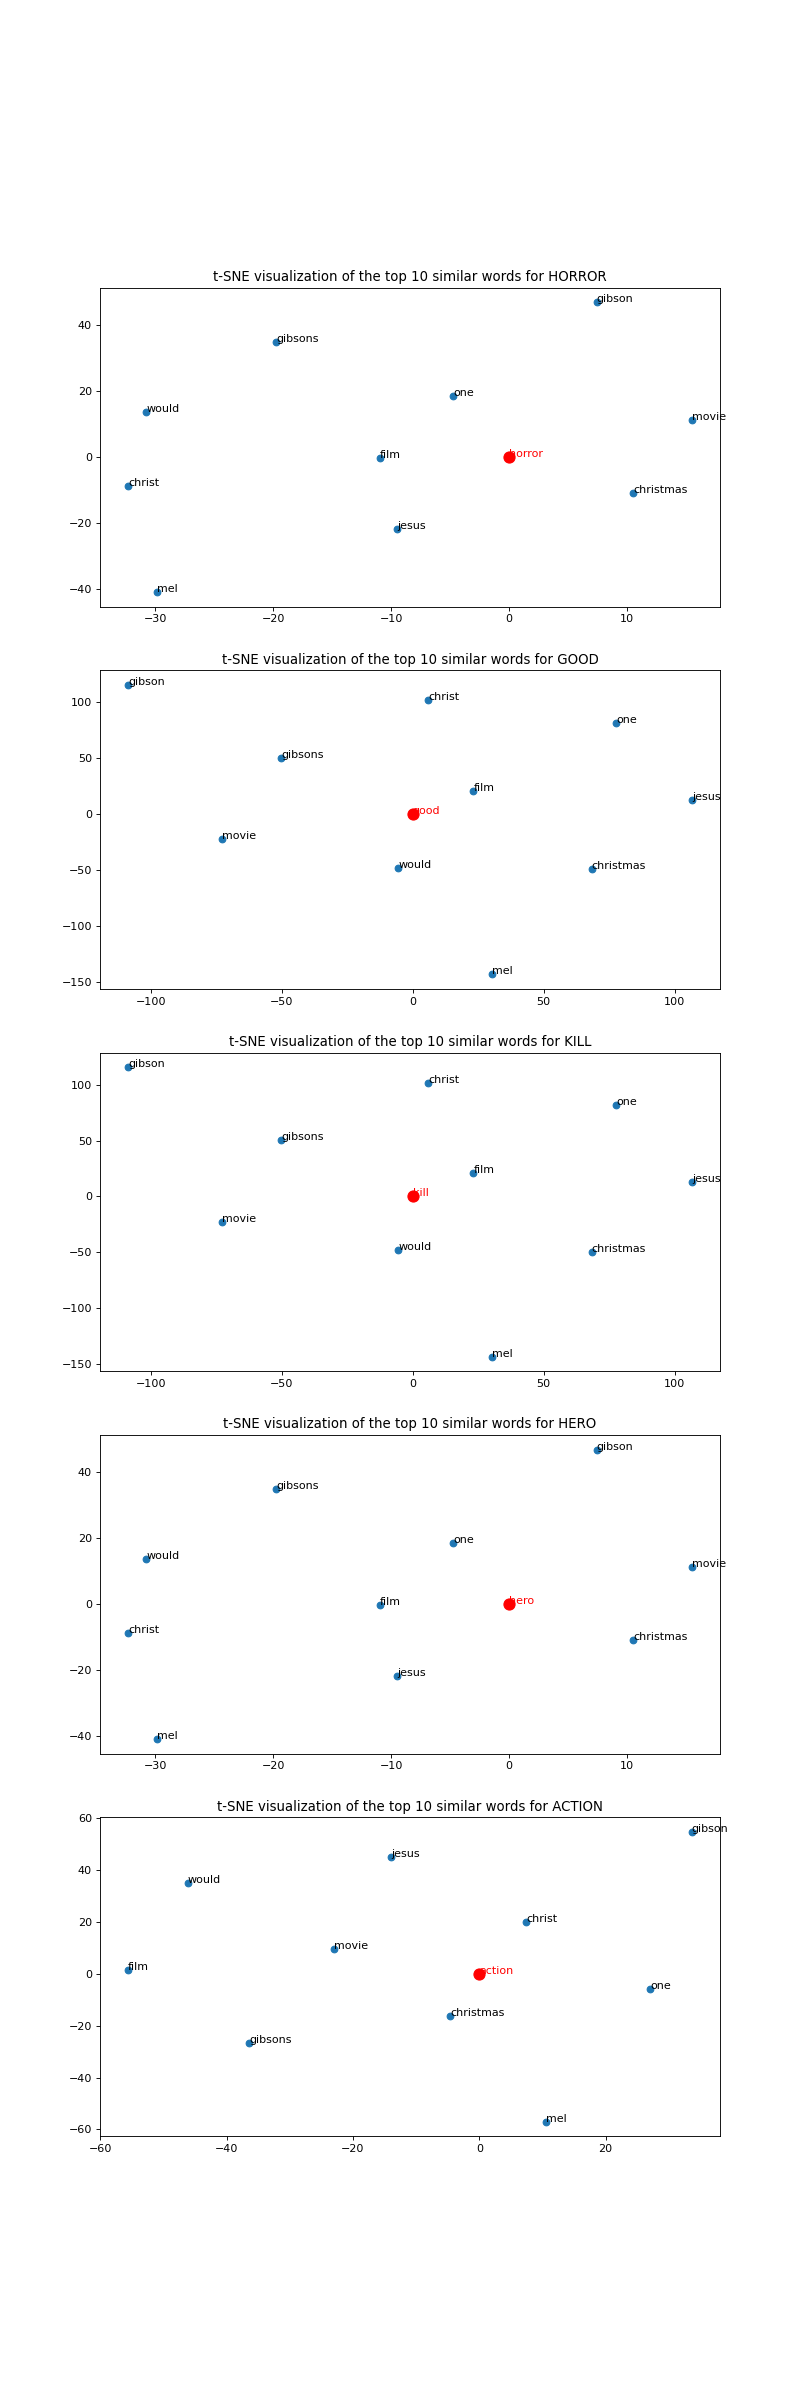 t-SNE visualization of the top 10 similar words for HORROR
gibson
40
gibsons
20
one
would
movie
0
film
horror
christ
christmas
−20
jesus
−40
mel
−30 −20 −10 0 10
t-SNE visualization of the top 10 similar words for GOOD
gibson
100
christ
one
50
gibsons
film
jesus
0
good
movie
−50
would
christmas
−100
mel
−150
−100 −50 0 50 100
t-SNE visualization of the top 10 similar words for KILL
gibson
100
christ
one
50
gibsons
film
jesus
0
kill
movie
−50
would
christmas
−100
mel
−150
−100 −50 0 50 100
t-SNE visualization of the top 10 similar words for HERO
gibson
40
gibsons
20
one
would
movie
0
film
hero
christ
christmas
−20
jesus
−40
mel
−30 −20 −10 0 10
t-SNE visualization of the top 10 similar words for ACTION
60
gibson
jesus
40
would
20
christ
movie
film
0
action
one
christmas
−20
gibsons
−40
mel
−60
−60 −40 −20 0 20